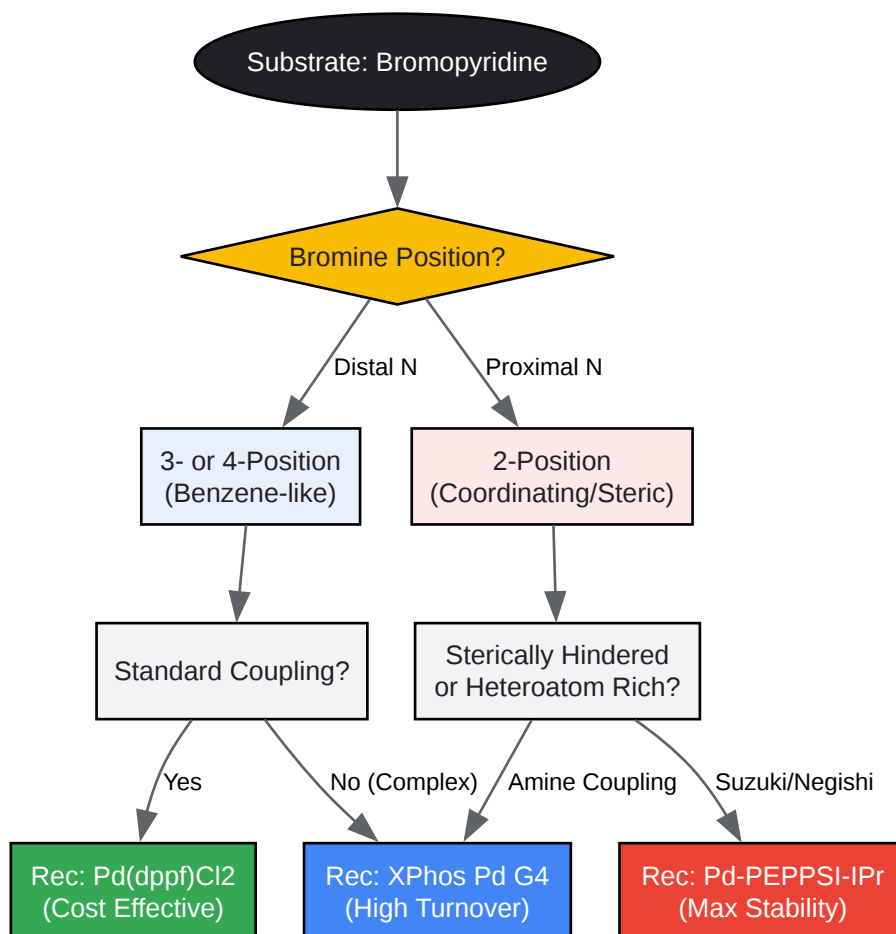 Substrate: Bromopyridine
Bromine Position?
Distal N
Proximal N
3- or 4-Position
(Benzene-like)
2-Position
(Coordinating/Steric)
Standard Coupling?
Sterically Hindered
or Heteroatom Rich?
Yes
No (Complex)
Amine Coupling
Suzuki/Negishi
Rec: Pd(dppf)Cl2
(Cost Effective)
Rec: XPhos Pd G4
(High Turnover)
Rec: Pd-PEPPSI-IPr
(Max Stability)